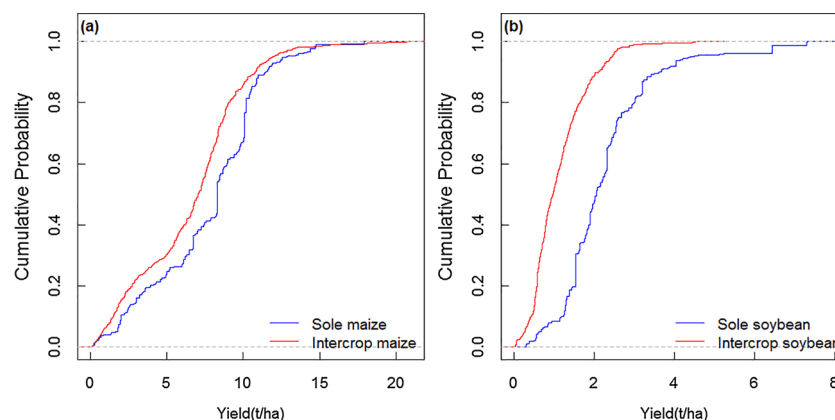 (a)
Cumulative Probability
1.0
0.8
0.6
0.4
0.2
0.0
Sole maize
Intercrop maize
0 5 10 15 20
Yield(t/ha)
(b)
Cumulative Probability
1.0
0.8
0.6
0.4
0.2
0.0
Sole soybean
Intercrop soybean
0 2 4 6 8
Yield(t/ha)